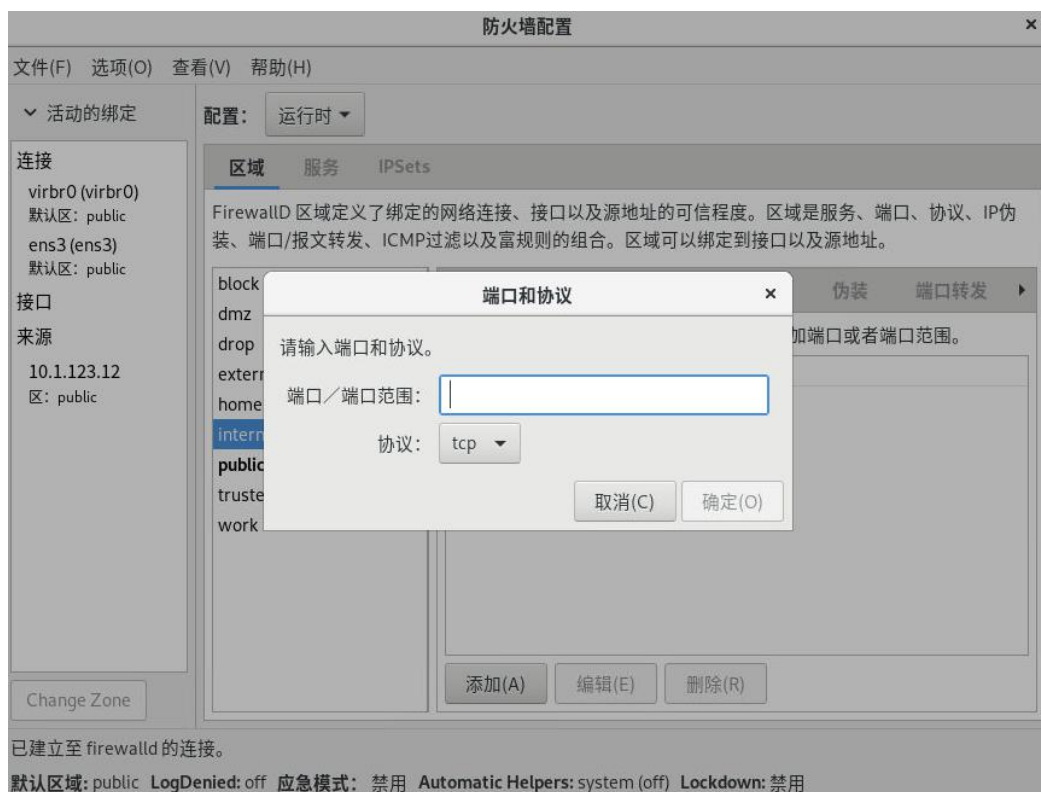 防火墙配置 ×
文件(F) 选项(O) 查看(V) 帮助(H)
活动的绑定
连接
virbr0 (virbr0)
默认区：public
ens3 (ens3)
默认区：public
接口
来源
10.1.123.12
区：public
Change Zone
配置： 运行时
区域 服务 IPSets
FirewallD 区域定义了绑定的网络连接、接口以及源地址的可信程度。区域是服务、端口、协议、IP伪
装、端口/报文转发、ICMP过滤以及富规则的组合。区域可以绑定到接口以及源地址。
block
dmz
drop
extern
home
intern
public
truste
work
伪装 端口转发
加端口或者端口范围。
端口和协议 ×
请输入端口和协议。
端口／端口范围：
协议： tcp
取消(C) 确定(O)
添加(A) 编辑(E) 删除(R)
已建立至 firewalld 的连接。
默认区域: public LogDenied: off 应急模式： 禁用 Automatic Helpers: system (off) Lockdown: 禁用